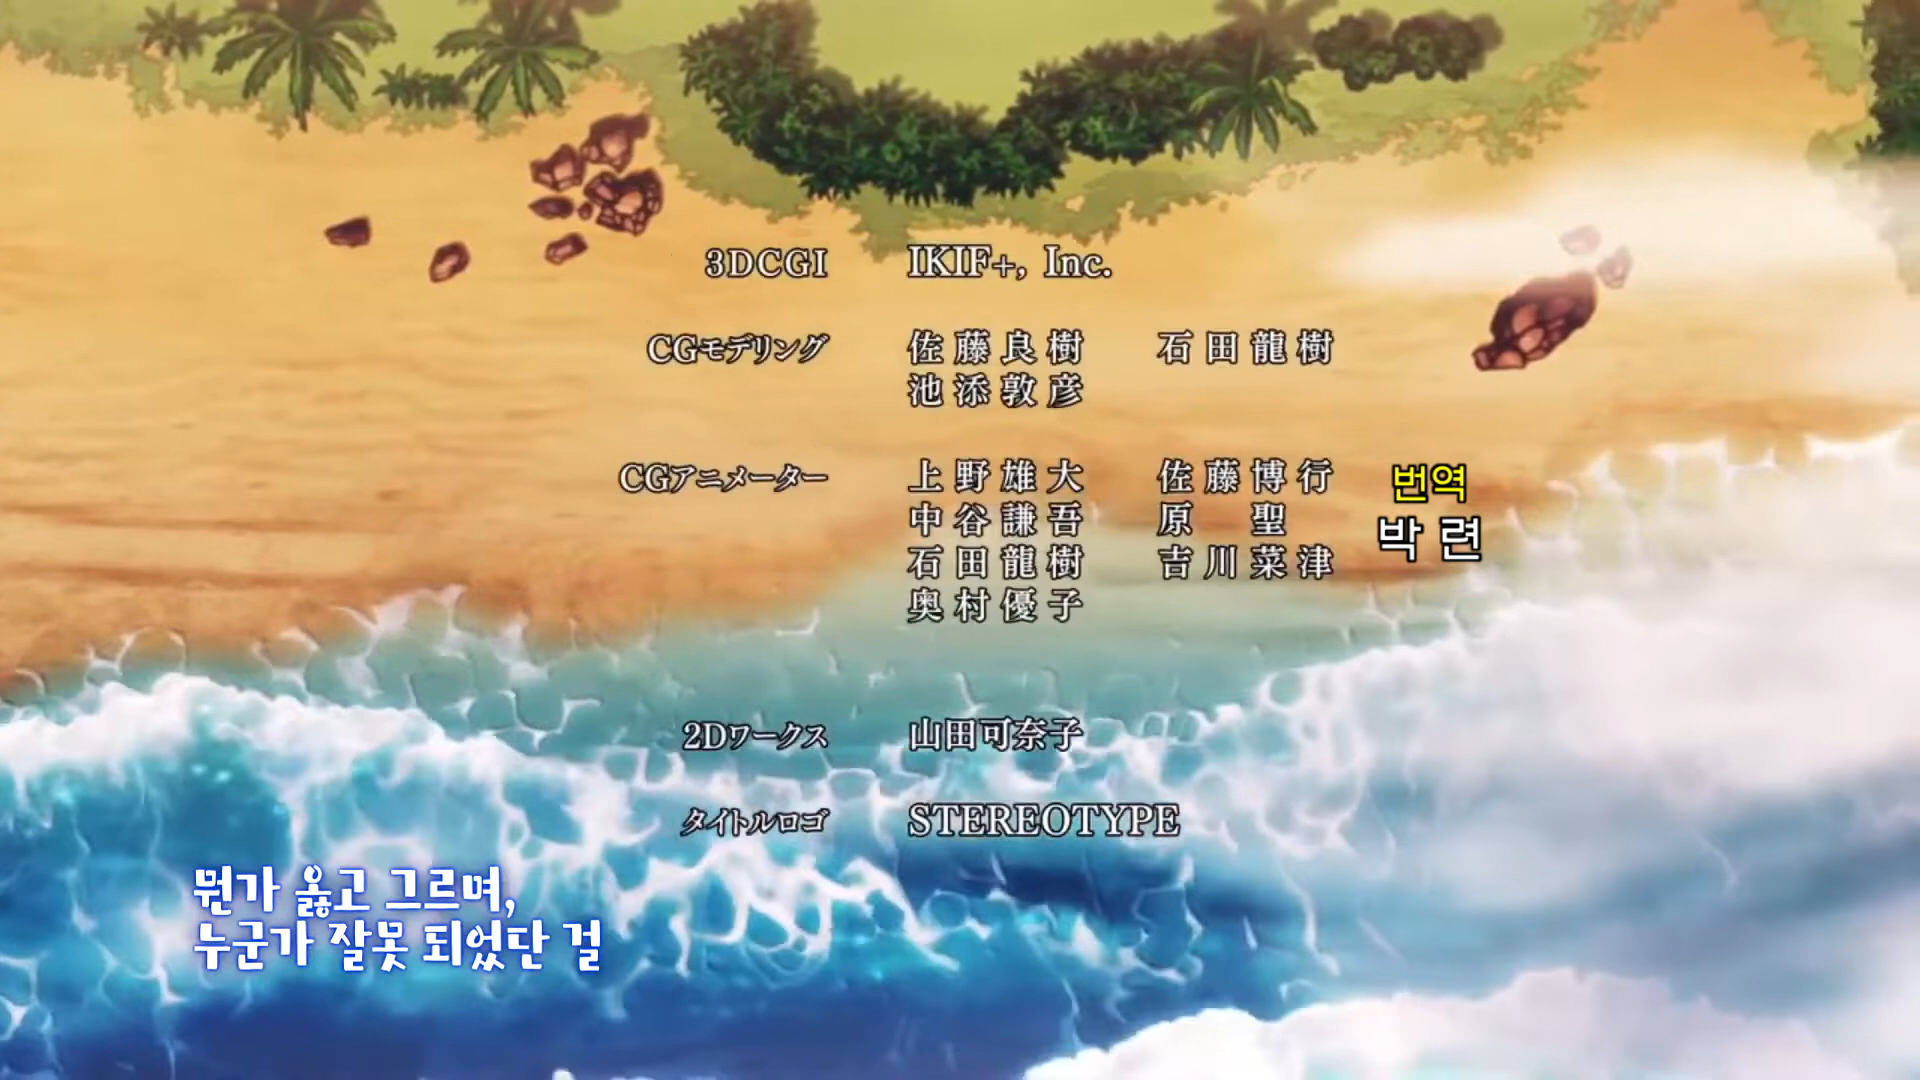 3DCGI IKIF+, Inc.
CGモデリング 佐藤良樹 石田龍樹
池添敦彦
CGアニメーター 上野雄大 佐藤博行
中谷謙吾 原 聖
石田龍樹 吉川菜津
奥村優子
번역
박 련
2Dワークス 山田可奈子
タイトルロゴ STEREOTYPE
뭔가 옳고 그르며,
누군가 잘못 되었단 걸